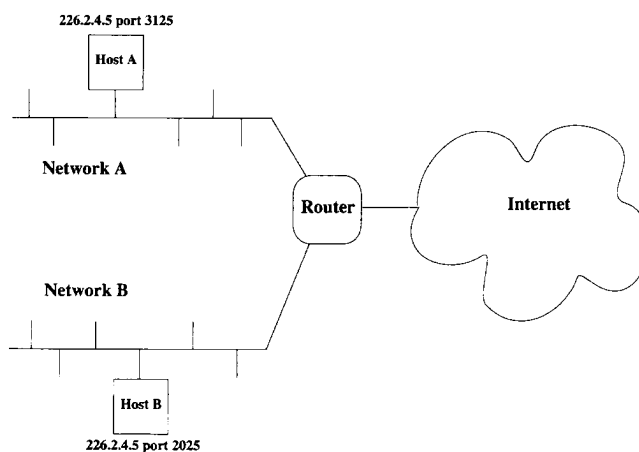 226.2.4.5 port 3125
Host A
Network A
Router
Internet
Network B
Host B
226.2.4.5 port 2025